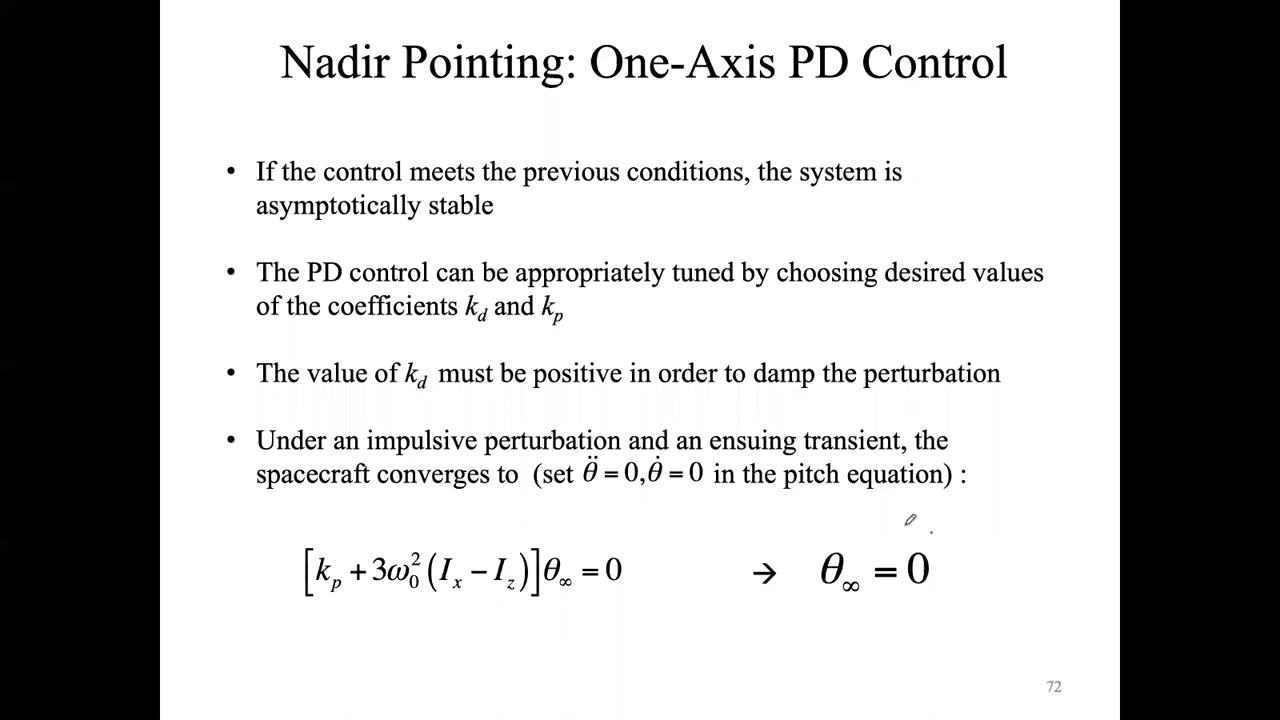 Nadir Pointing: One-Axis PD Control
• If the control meets the previous conditions, the system is
asymptotically stable
• The PD control can be appropriately tuned by choosing desired values
of the coefficients k_d and k_p
• The value of k_d must be positive in order to damp the perturbation
• Under an impulsive perturbation and an ensuing transient, the
spacecraft converges to (set θ̈ = 0, θ̇ = 0 in the pitch equation) :
[k_p + 3ω₀²(I_x − I_z)]θ_∞ = 0 → θ_∞ = 0
72